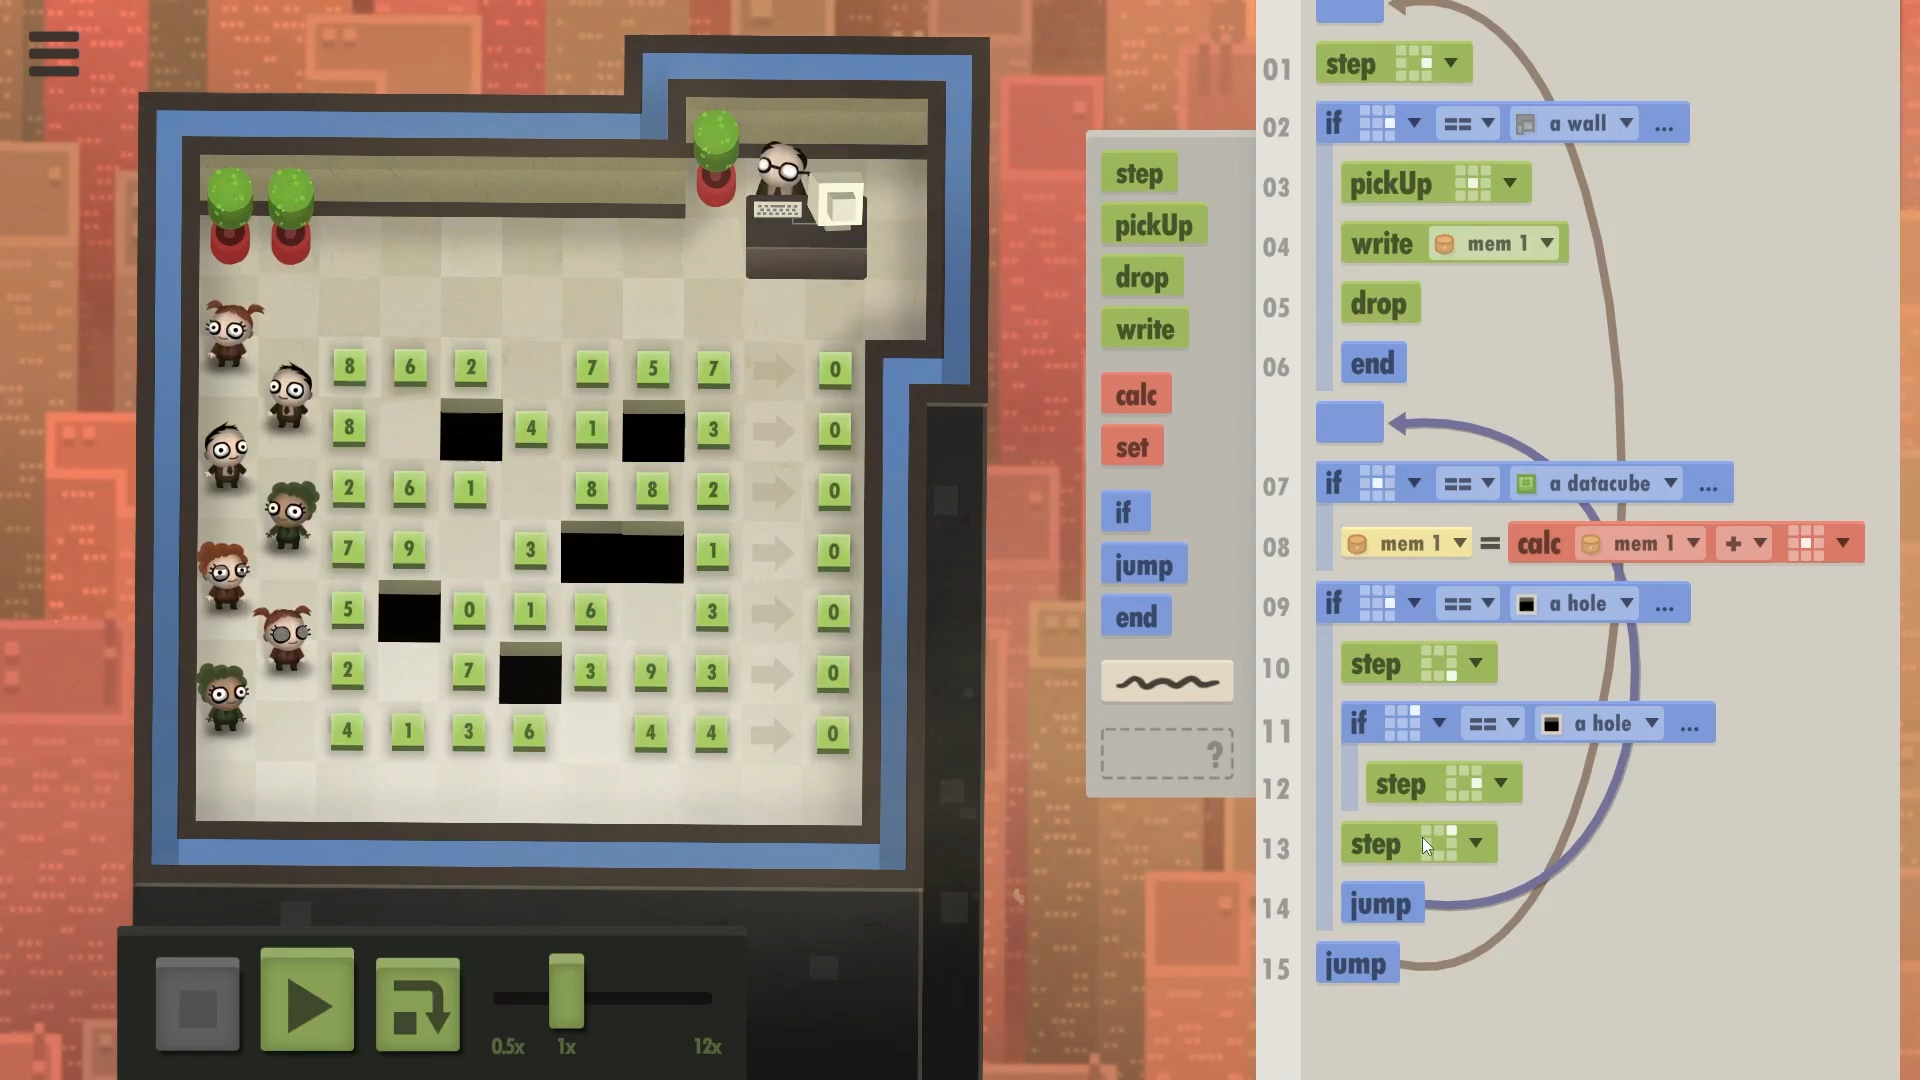 01 step
02 if == a wall ...
03 pickUp
04 write mem 1
05 drop
06 end
07 if == a datacube ...
08 mem 1 = calc mem 1 +
09 if == a hole ...
10 step
11 if == a hole ...
12 step
13 step
14 jump
15 jump
step
pickUp
drop
write
calc
set
if
jump
end
?
8 6 2 7 5 7 0
8 4 1 3 0
2 6 1 8 8 2 0
7 9 3 1 0
5 0 1 6 3 0
2 7 3 9 3 0
4 1 3 6 4 4 0
0.5x 1x 12x